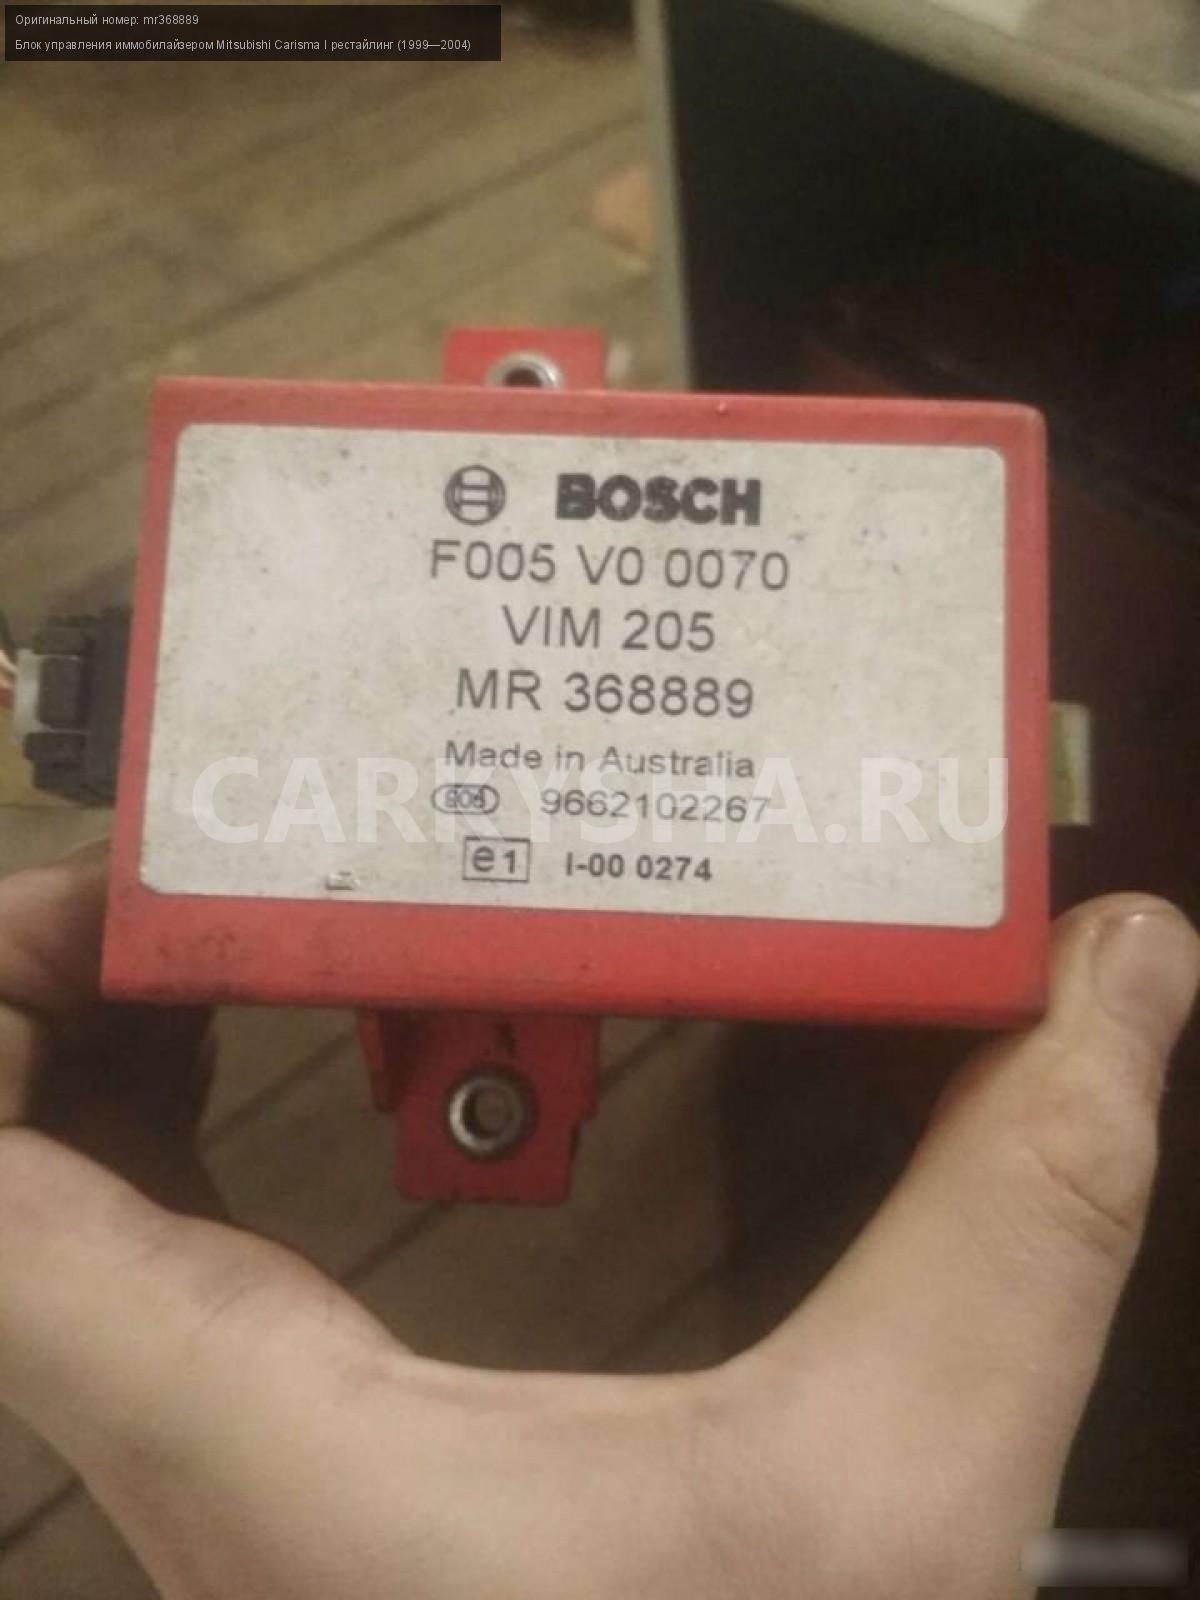 Оригинальный номер: mr368889
Блок управления иммобилайзером Mitsubishi Carisma I рестайлинг (1999—2004)
BOSCH
F005 V0 0070
VIM 205
MR 368889
Made in Australia
CARKYSHA.RU
9662102267
e1 I-00 0274